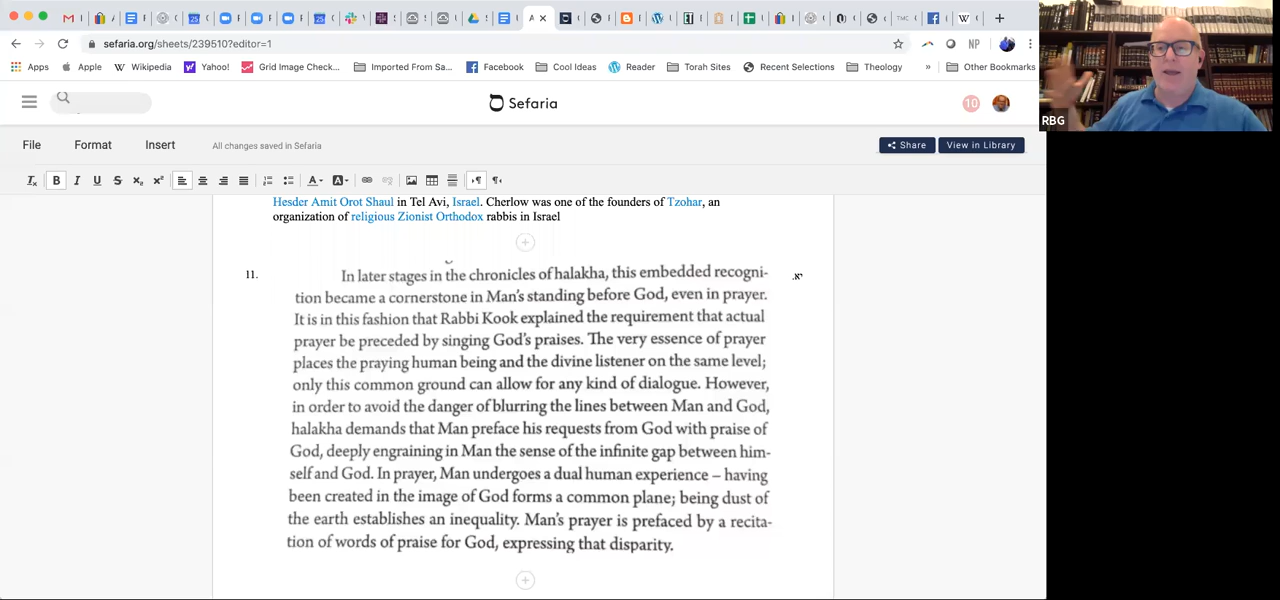 sefaria.org/sheets/239510?editor=1
NP
Apps Apple Wikipedia Yahoo! Grid Image Check... Imported From Sa... Facebook Cool Ideas Reader Torah Sites Recent Selections Theology » Other Bookmarks
Sefaria
10
RBG
File Format Insert All changes saved in Sefaria
Share View in Library
Hesder Amit Orot Shaul in Tel Avi, Israel. Cherlow was one of the founders of Tzohar, an
organization of religious Zionist Orthodox rabbis in Israel
11.
יא.
In later stages in the chronicles of halakha, this embedded recogni-
tion became a cornerstone in Man's standing before God, even in prayer.
It is in this fashion that Rabbi Kook explained the requirement that actual
prayer be preceded by singing God's praises. The very essence of prayer
places the praying human being and the divine listener on the same level;
only this common ground can allow for any kind of dialogue. However,
in order to avoid the danger of blurring the lines between Man and God,
halakha demands that Man preface his requests from God with praise of
God, deeply engraining in Man the sense of the infinite gap between him-
self and God. In prayer, Man undergoes a dual human experience – having
been created in the image of God forms a common plane; being dust of
the earth establishes an inequality. Man's prayer is prefaced by a recita-
tion of words of praise for God, expressing that disparity.